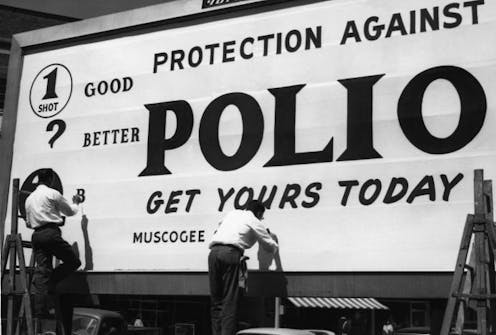 PROTECTION AGAINST
1
SHOT
GOOD
?
BETTER
POLIO
B
GET YOURS TODAY
MUSCOGEE